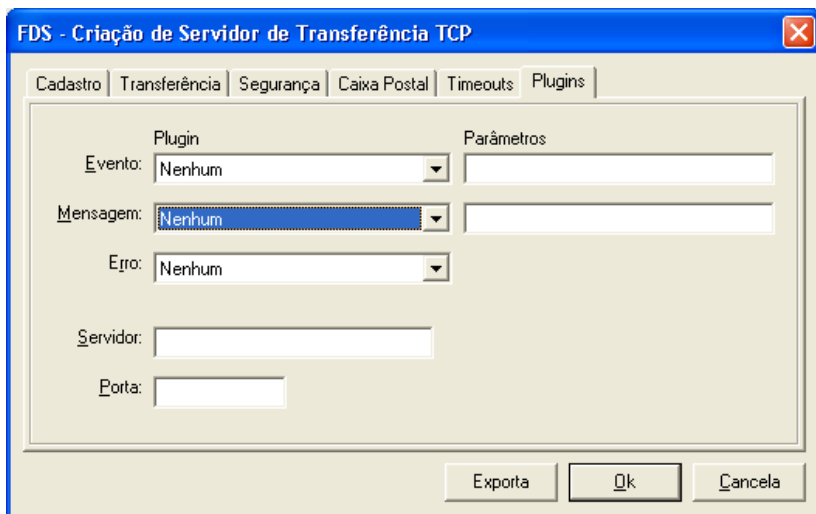 FDS - Criação de Servidor de Transferência TCP
Cadastro Transferência Segurança Caixa Postal Timeouts Plugins
Plugin Parâmetros
Evento: Nenhum
Mensagem: Nenhum
Erro: Nenhum
Servidor:
Porta:
Exporta Ok Cancela